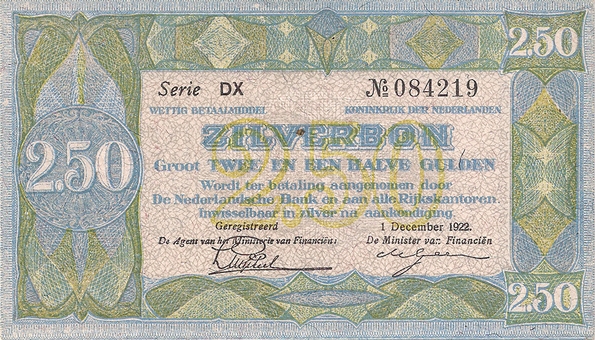 2.50
Serie DX № 084219
WETTIG BETAALMIDDEL KONINKRIJK DER NEDERLANDEN
ZILVERBON
Groot TWEE EN EEN HALVE GULDEN
Wordt ter betaling aangenomen door
De Nederlandsche Bank en aan alle Rijkskantoren.
Inwisselbaar in zilver na aankondiging
2.50
2.50
Geregistreerd 1 December 1922.
De Agent van het Ministerie van Financiën: De Minister van Financiën
2.50